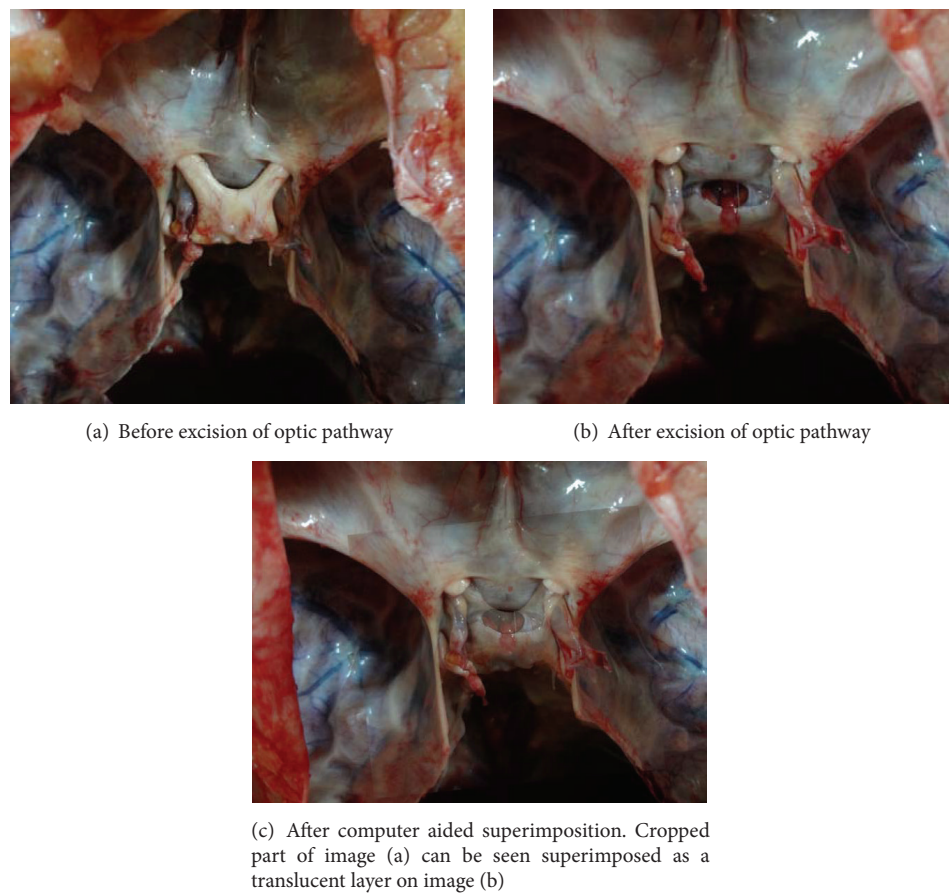 (a) Before excision of optic pathway
(b) After excision of optic pathway
(c) After computer aided superimposition. Cropped
part of image (a) can be seen superimposed as a
translucent layer on image (b)